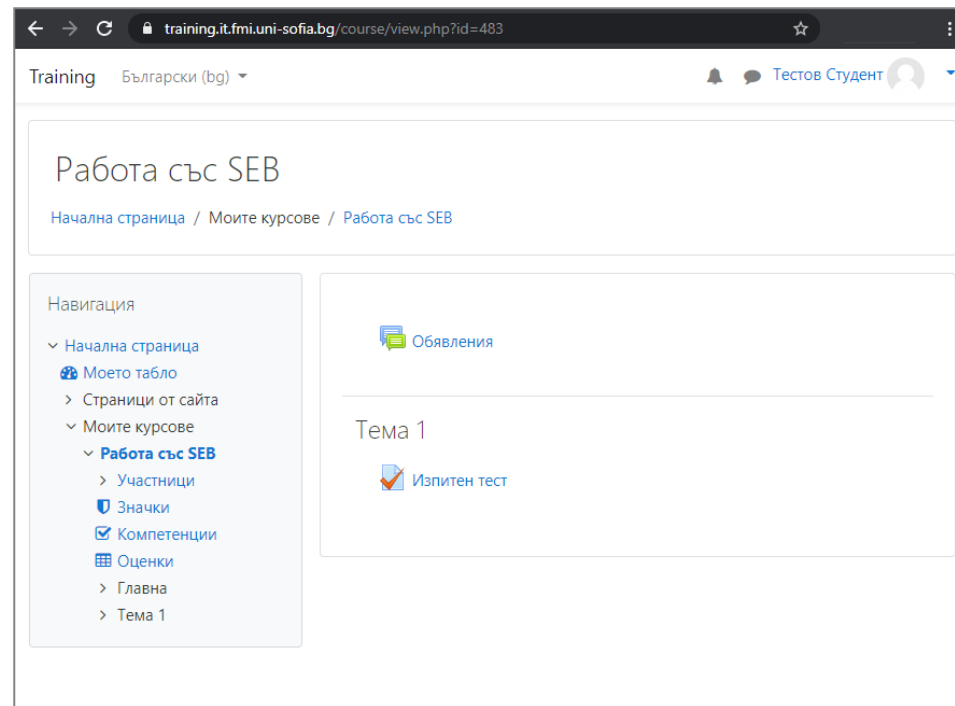 training.it.fmi.uni-sofia.bg/course/view.php?id=483
Training Български (bg)
Тестов Студент
Работа със SEB
Начална страница / Моите курсове / Работа със SEB
Навигация
Начална страница
Моето табло
Страници от сайта
Моите курсове
Работа със SEB
Участници
Значки
Компетенции
Оценки
Главна
Тема 1
Обявления
Тема 1
Изпитен тест